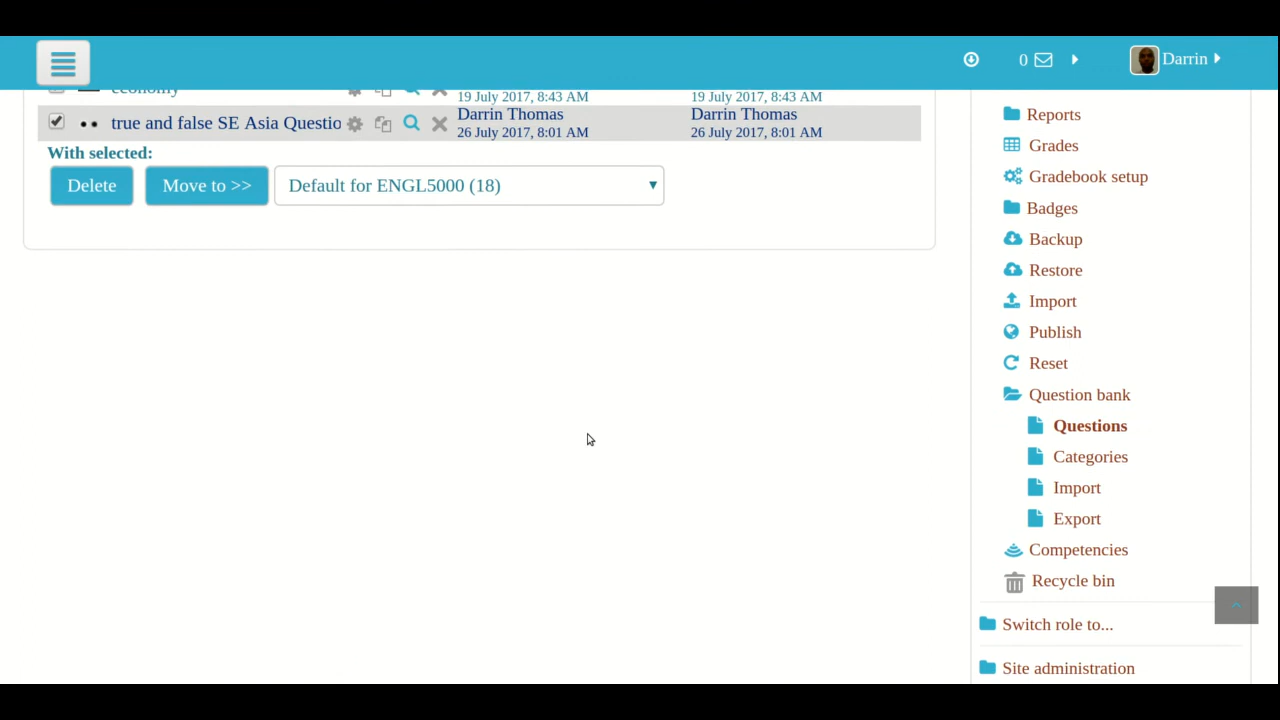 0
Darrin
economy
19 July 2017, 8:43 AM
19 July 2017, 8:43 AM
true and false SE Asia Questio
Darrin Thomas
26 July 2017, 8:01 AM
Darrin Thomas
26 July 2017, 8:01 AM
With selected:
Delete
Move to >>
Default for ENGL5000 (18)
Reports
Grades
Gradebook setup
Badges
Backup
Restore
Import
Publish
Reset
Question bank
Questions
Categories
Import
Export
Competencies
Recycle bin
Switch role to...
Site administration